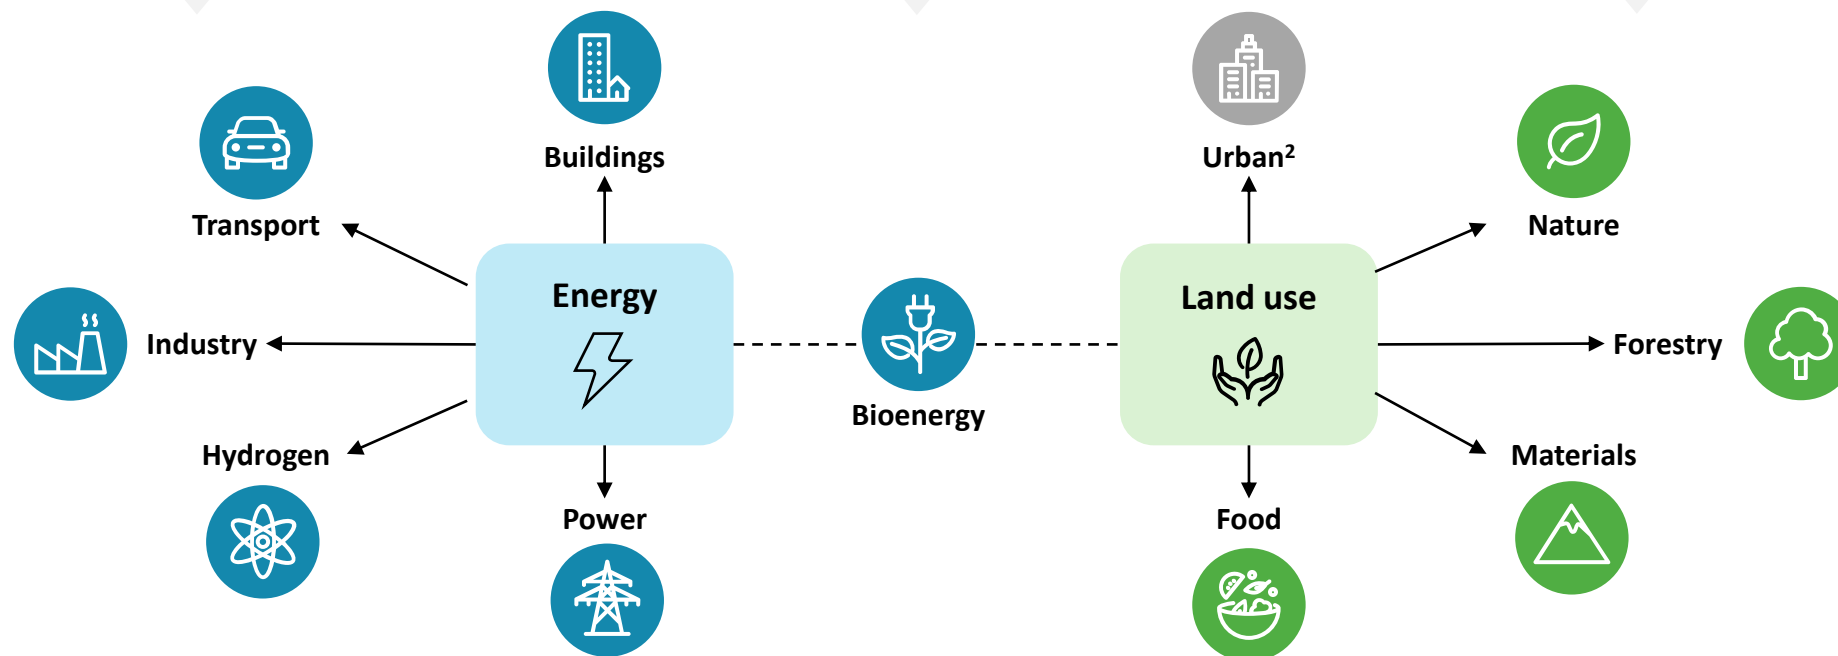 Buildings
Urban²
Transport
Nature
Energy
Land use
Industry
Forestry
Bioenergy
Hydrogen
Materials
Power
Food